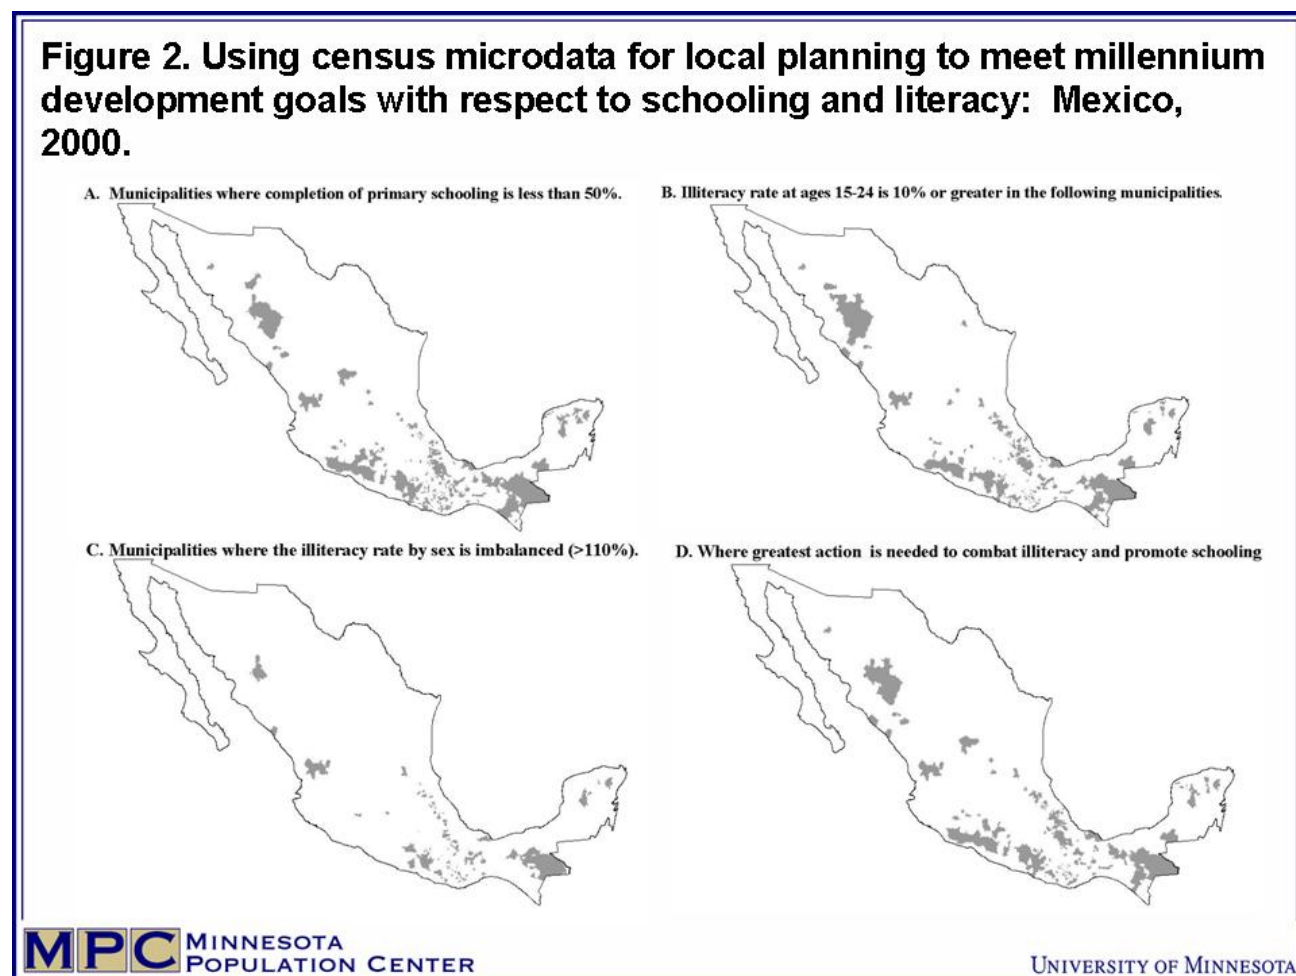 Figure 2. Using census microdata for local planning to meet millennium
development goals with respect to schooling and literacy:  Mexico,
2000.
A.  Municipalities where completion of primary schooling is less than 50%.
B. Illiteracy rate at ages 15-24 is 10% or greater in the following municipalities.
C. Municipalities where the illiteracy rate by sex is imbalanced (>110%).
D. Where greatest action  is needed to combat illiteracy and promote schooling
MPC MINNESOTA
POPULATION CENTER
UNIVERSITY OF MINNESOTA